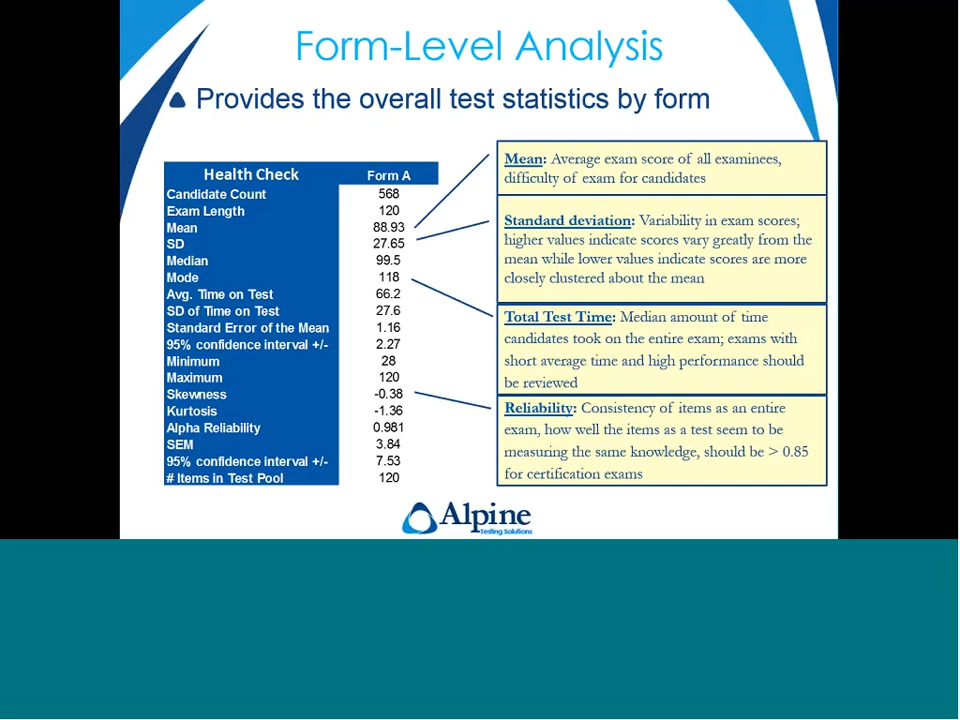 Form-Level Analysis
Provides the overall test statistics by form
Health Check Form A
Candidate Count 568
Exam Length 120
Mean 88.93
SD 27.65
Median 99.5
Mode 118
Avg. Time on Test 66.2
SD of Time on Test 27.6
Standard Error of the Mean 1.16
95% confidence interval +/- 2.27
Minimum 28
Maximum 120
Skewness -0.38
Kurtosis -1.36
Alpha Reliability 0.981
SEM 3.84
95% confidence interval +/- 7.53
# Items in Test Pool 120
Mean: Average exam score of all examinees,
difficulty of exam for candidates
Standard deviation: Variability in exam scores;
higher values indicate scores vary greatly from the
mean while lower values indicate scores are more
closely clustered about the mean
Total Test Time: Median amount of time
candidates took on the entire exam; exams with
short average time and high performance should
be reviewed
Reliability: Consistency of items as an entire
exam, how well the items as a test seem to be
measuring the same knowledge, should be > 0.85
for certification exams
Alpine
Testing Solutions